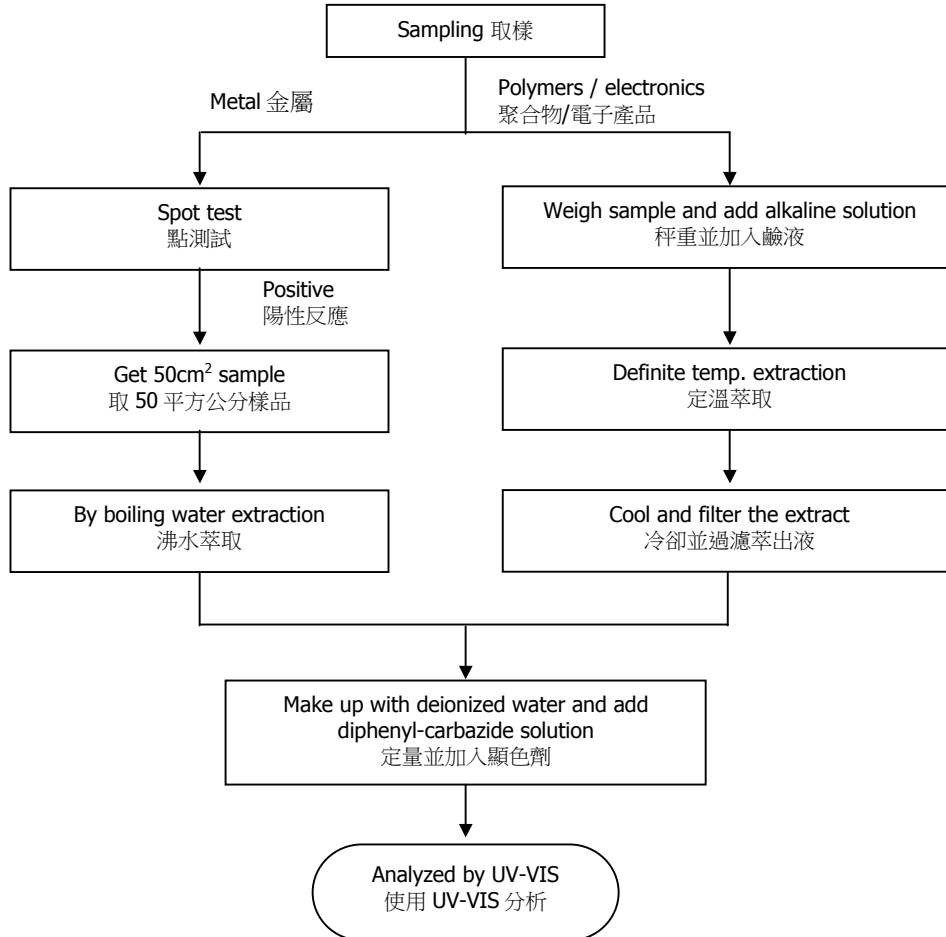 Sampling 取樣
Metal 金屬
Polymers / electronics
聚合物/電子產品
Spot test
點測試
Positive
陽性反應
Get 50cm² sample
取 50 平方公分樣品
By boiling water extraction
沸水萃取
Weigh sample and add alkaline solution
秤重並加入鹼液
Definite temp. extraction
定溫萃取
Cool and filter the extract
冷卻並過濾萃出液
Make up with deionized water and add
diphenyl-carbazide solution
定量並加入顯色劑
Analyzed by UV-VIS
使用 UV-VIS 分析